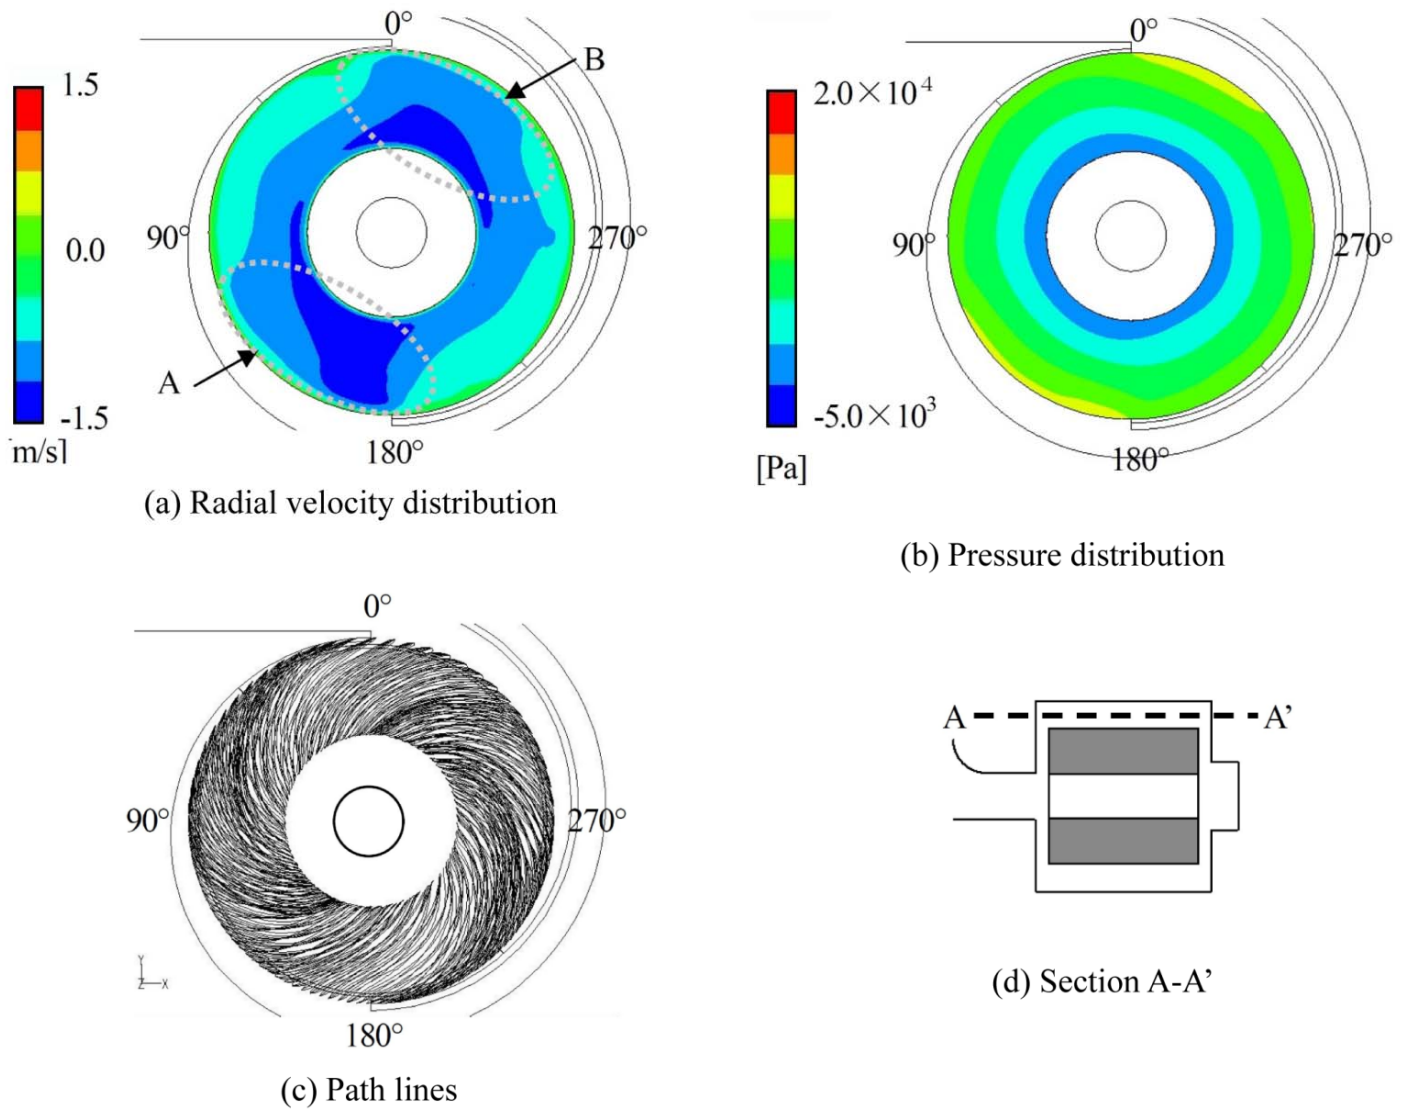 0°
B
1.5
0.0
-1.5
[m/s]
90°
270°
A
180°
(a) Radial velocity distribution
0°
2.0×10⁴
-5.0×10³
[Pa]
90°
270°
180°
(b) Pressure distribution
0°
90°
270°
Y
Z X
180°
(c) Path lines
A A’
(d) Section A-A’